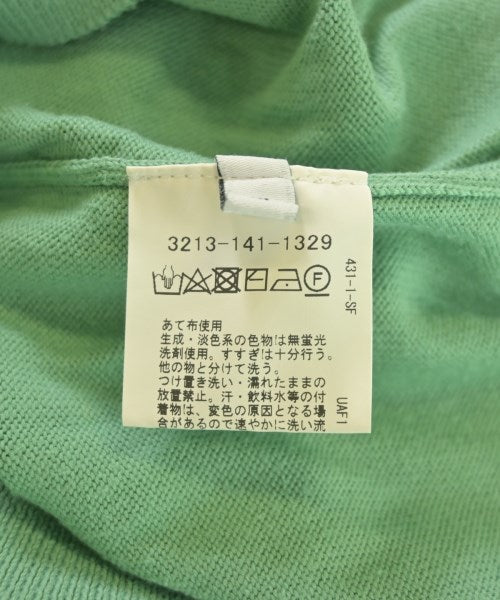 3213-141-1329
F
あて布使用
生成・淡色系の色物は無蛍光
洗剤使用。すすぎは十分行う。
他の物と分けて洗う。
つけ置き洗い・濡れたままの
放置禁止。汗・飲料水等の付
着物は、変色の原因となる場
合があるので速やかに洗い流
431-1-SF
UAF1